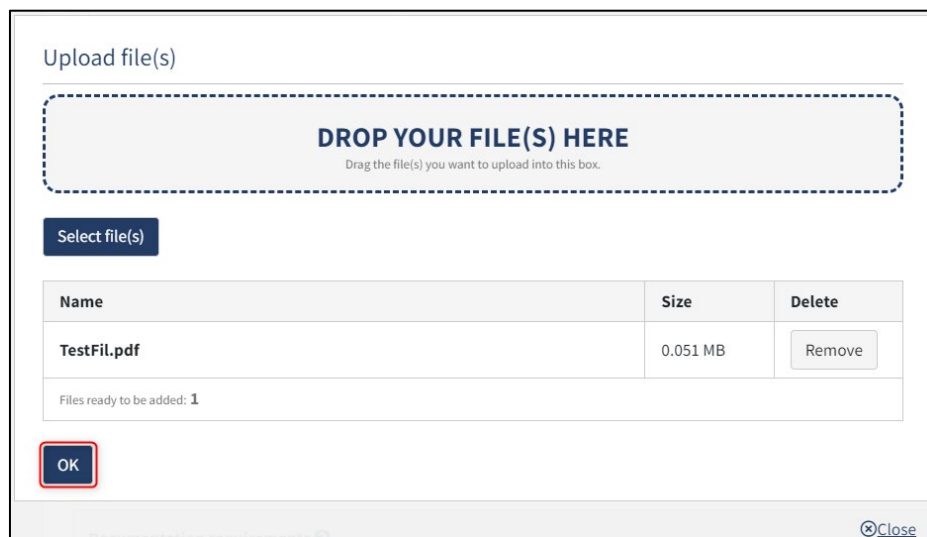 Upload file(s)
DROP YOUR FILE(S) HERE
Drag the file(s) you want to upload into this box.
Select file(s)
Name Size Delete
TestFil.pdf 0.051 MB Remove
Files ready to be added: 1
OK
Close